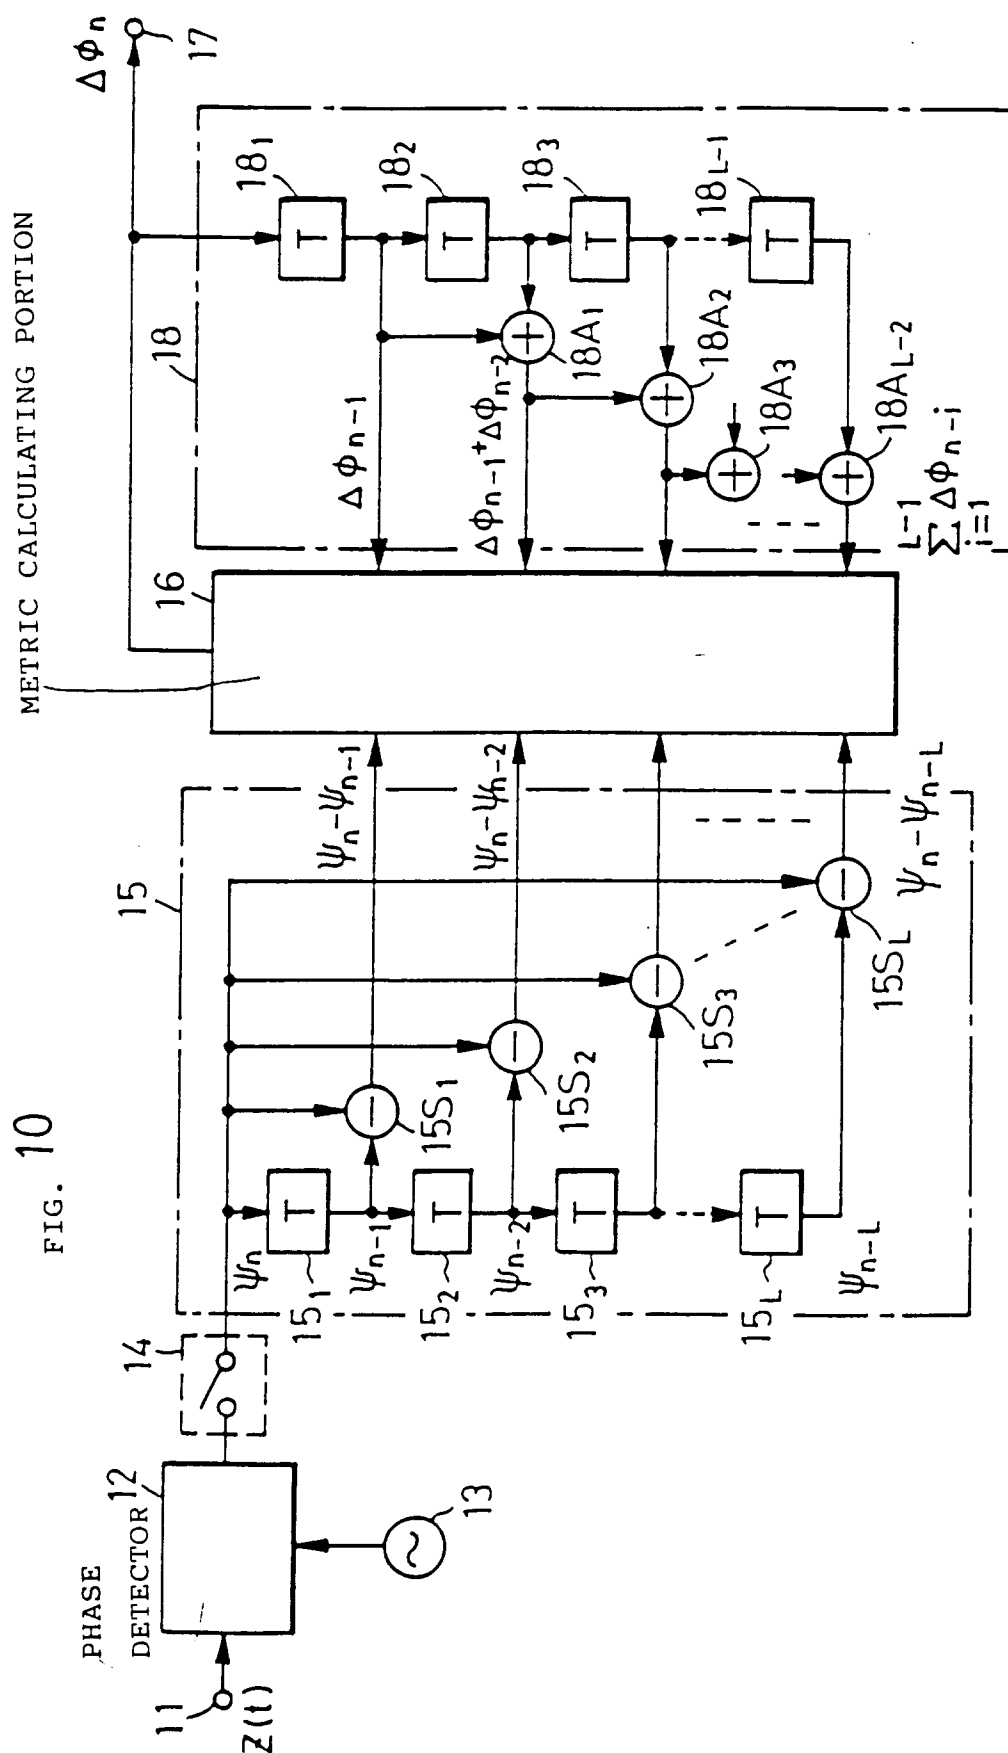 FIG. 10
METRIC CALCULATING PORTION
PHASE
DETECTOR
12
11
Z(t)
13
14
15
ψn
15₁
ψn-1
15₂
ψn-2
15₃
15L
ψn-L
15S₁
15S₂
15S₃
15SL
ψn-ψn-1
ψn-ψn-2
ψn-ψn-L
16
Δϕn
17
18
T
T
T
T
T
T
T
T
18₁
18₂
18₃
18L-1
Δϕn-1
Δϕn-1+Δϕn-2
18A₁
18A₂
18A₃
18AL-2
L-1
Σ Δϕn-i
i=1